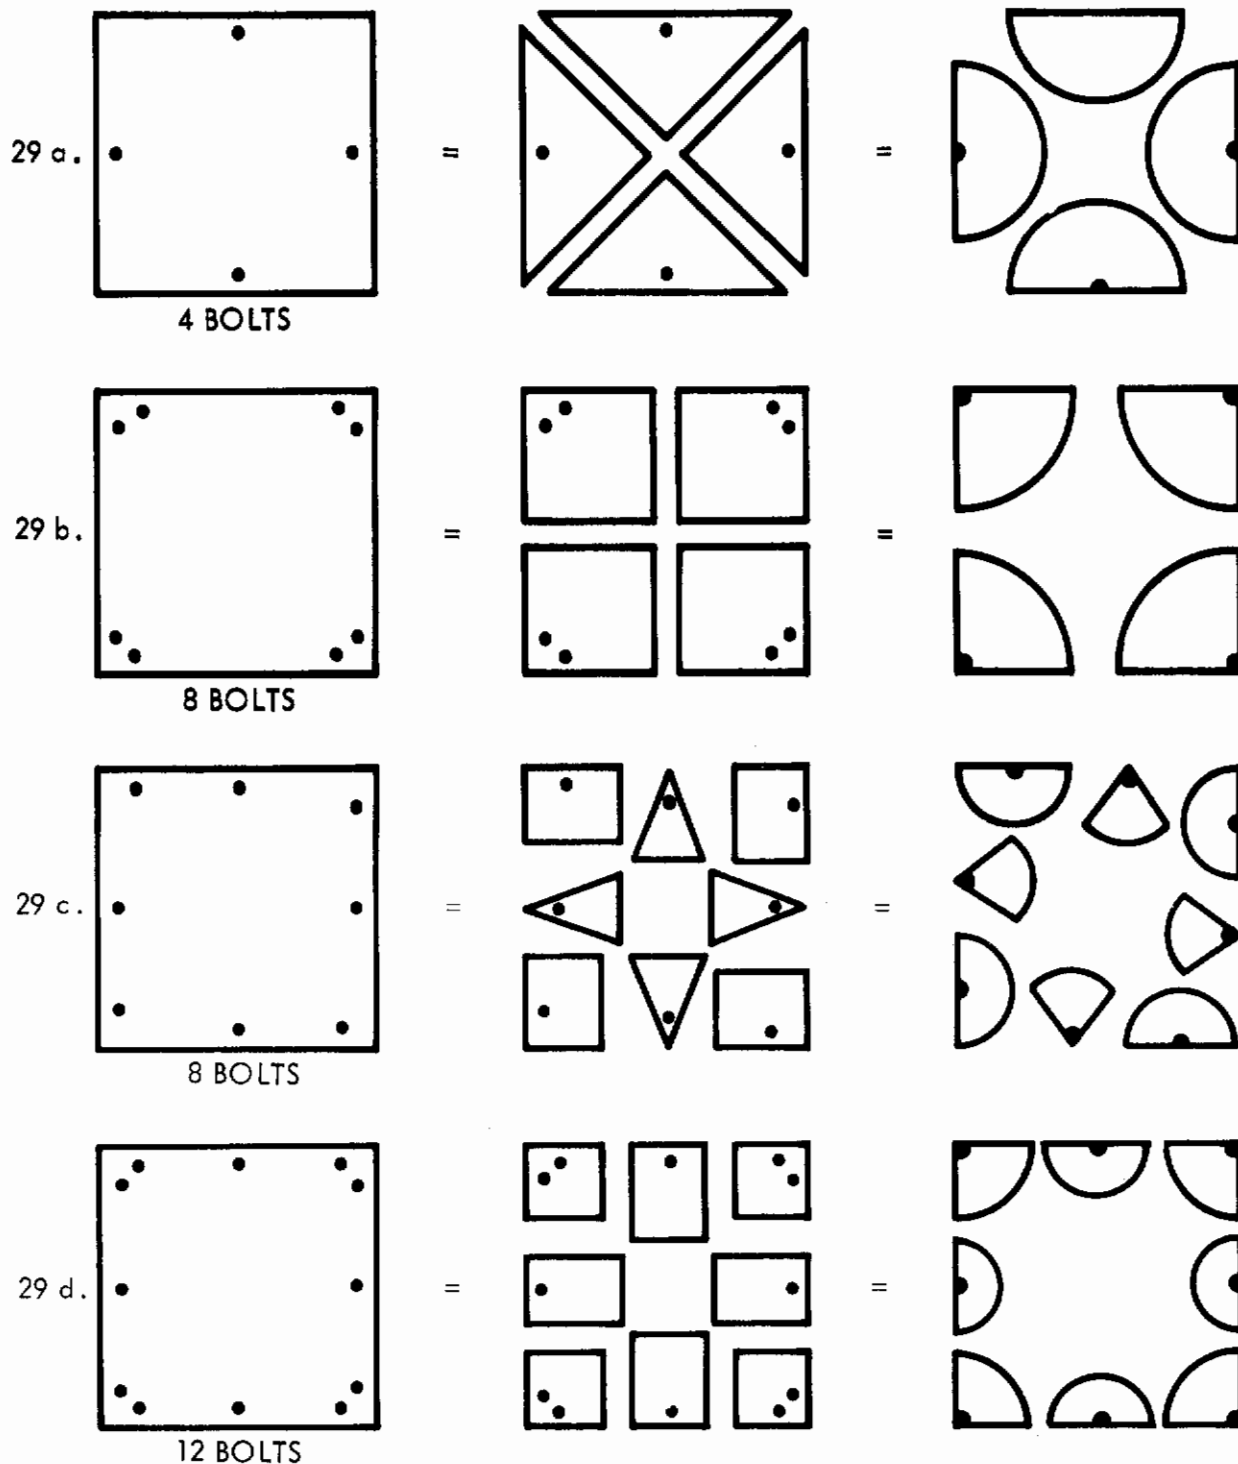 29 a. = =
4 BOLTS
29 b. = =
8 BOLTS
29 c. = =
8 BOLTS
29 d. = =
12 BOLTS